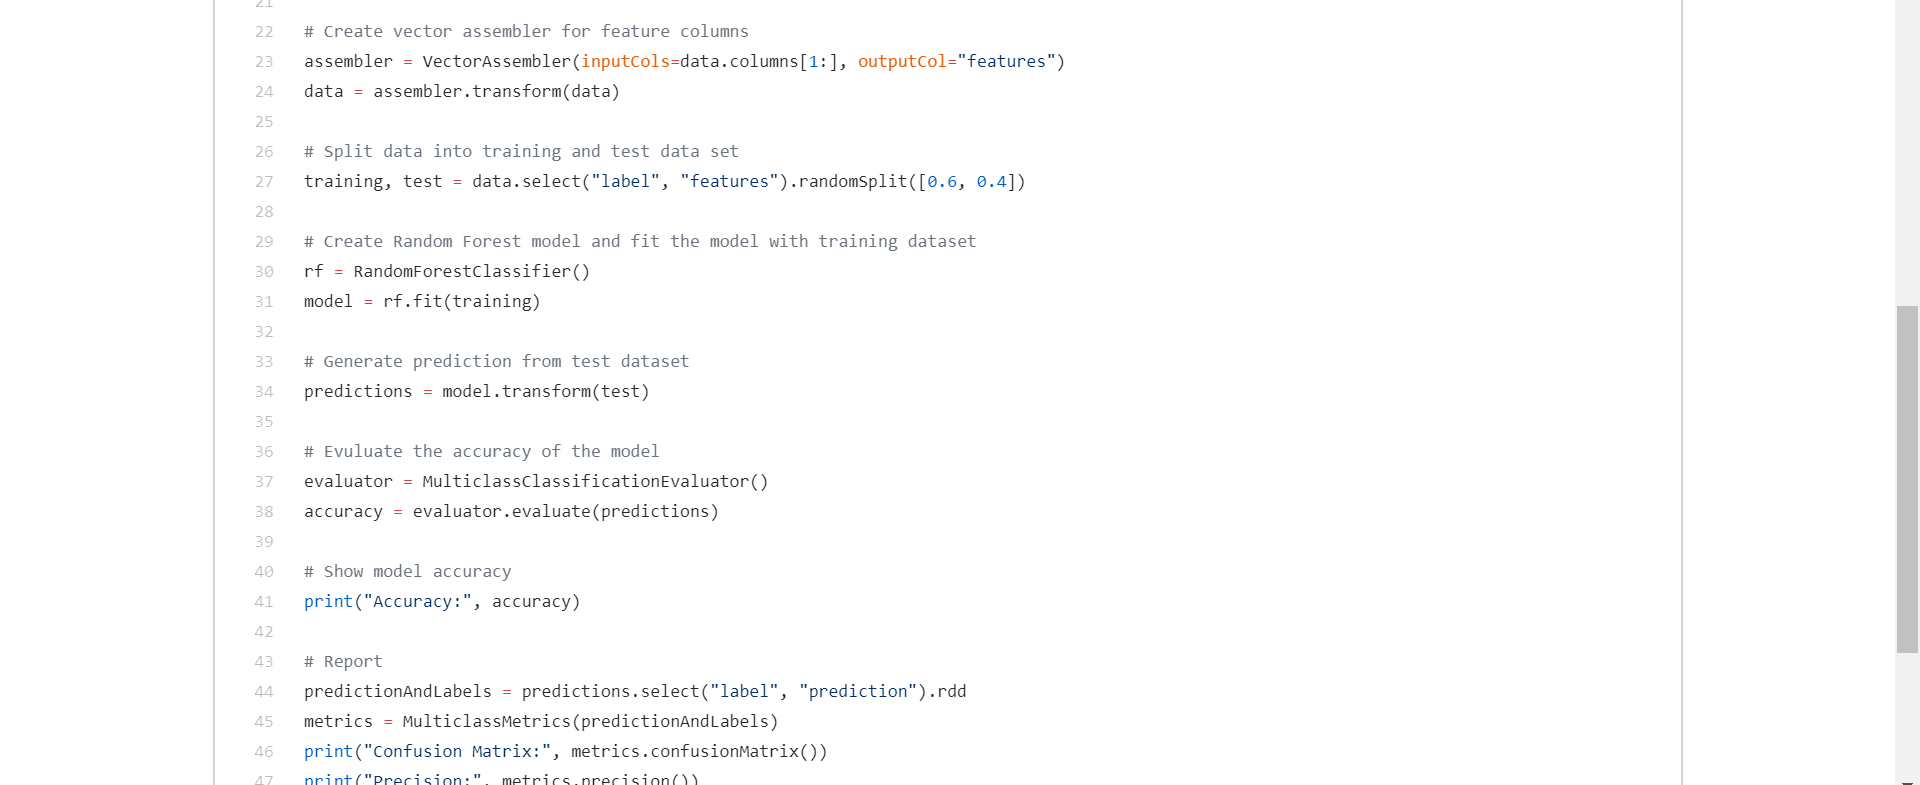 21
22 # Create vector assembler for feature columns
23 assembler = VectorAssembler(inputCols=data.columns[1:], outputCol="features")
24 data = assembler.transform(data)
25
26 # Split data into training and test data set
27 training, test = data.select("label", "features").randomSplit([0.6, 0.4])
28
29 # Create Random Forest model and fit the model with training dataset
30 rf = RandomForestClassifier()
31 model = rf.fit(training)
32
33 # Generate prediction from test dataset
34 predictions = model.transform(test)
35
36 # Evuluate the accuracy of the model
37 evaluator = MulticlassClassificationEvaluator()
38 accuracy = evaluator.evaluate(predictions)
39
40 # Show model accuracy
41 print("Accuracy:", accuracy)
42
43 # Report
44 predictionAndLabels = predictions.select("label", "prediction").rdd
45 metrics = MulticlassMetrics(predictionAndLabels)
46 print("Confusion Matrix:", metrics.confusionMatrix())
47 print("Precision:", metrics.precision())